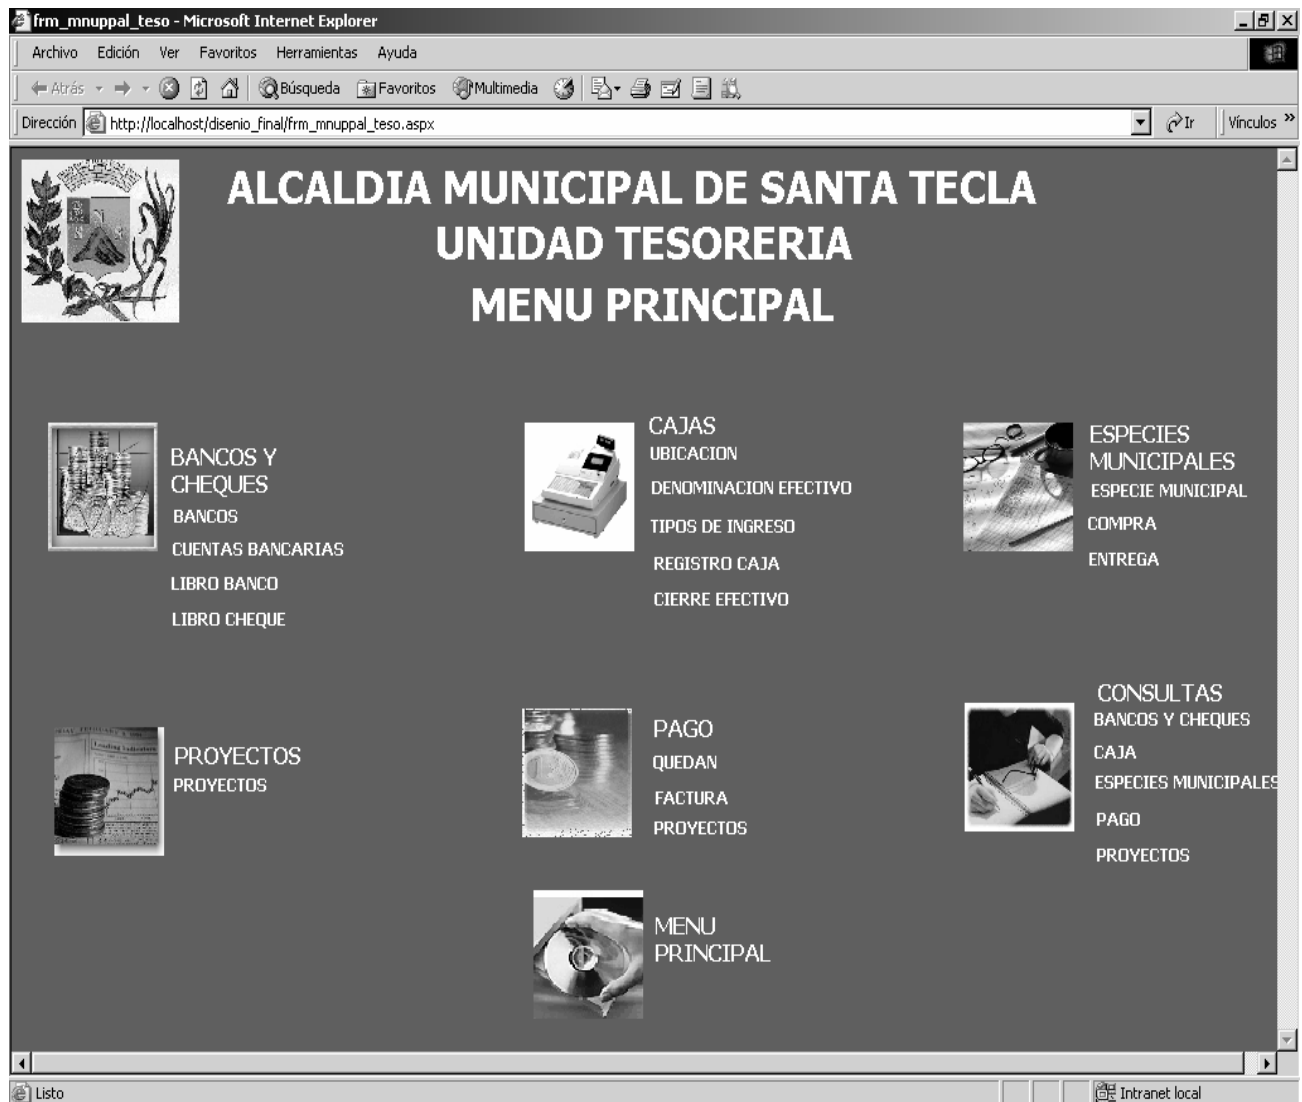 frm_mnuppal_teso - Microsoft Internet Explorer
Archivo Edición Ver Favoritos Herramientas Ayuda
Atrás Búsqueda Favoritos Multimedia
Dirección http://localhost/disenio_final/frm_mnuppal_teso.aspx Ir Vínculos »
ALCALDIA MUNICIPAL DE SANTA TECLA
UNIDAD TESORERIA
MENU PRINCIPAL
BANCOS Y
CHEQUES
BANCOS
CUENTAS BANCARIAS
LIBRO BANCO
LIBRO CHEQUE
CAJAS
UBICACION
DENOMINACION EFECTIVO
TIPOS DE INGRESO
REGISTRO CAJA
CIERRE EFECTIVO
ESPECIES
MUNICIPALES
ESPECIE MUNICIPAL
COMPRA
ENTREGA
PROYECTOS
PROYECTOS
PAGO
QUEDAN
FACTURA
PROYECTOS
CONSULTAS
BANCOS Y CHEQUES
CAJA
ESPECIES MUNICIPALES
PAGO
PROYECTOS
MENU
PRINCIPAL
Listo Intranet local